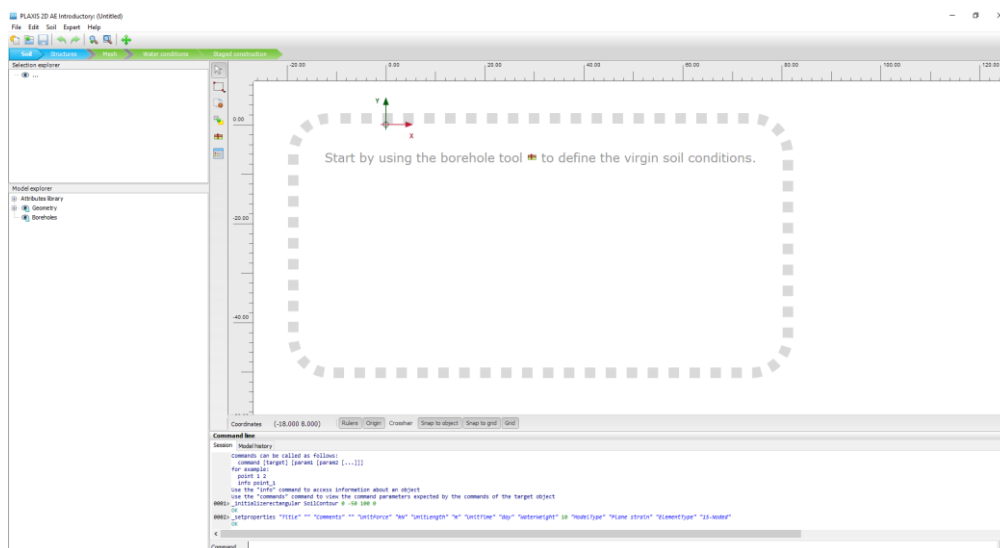 PLAXIS 2D AE Introductory: (Untitled)
File Edit Soil Expert Help
Soil Structures Mesh Water conditions Staged construction
Selection explorer
...
-20.00 0.00 20.00 40.00 60.00 80.00 100.00 120.00
Y
0.00
X
Start by using the borehole tool to define the virgin soil conditions.
Model explorer
Attributes library
Geometry
Boreholes
-20.00
-40.00
Coordinates (-18.000 8.000) Rulers Origin Crosshair Snap to object Snap to grid Grid
Command line
Session Model history
Commands can be called as follows:
command [target] [param1 [param2 [...]]]
for example:
point 1 2
info point_1
Use the "info" command to access information about an object
Use the "commands" command to view the command parameters expected by the commands of the target object
0001> _initializerectangular SoilContour 0 -50 100 0
OK
0002> _setproperties "Title" "" "Comments" "" "UnitForce" "kN" "UnitLength" "m" "UnitTime" "day" "WaterWeight" 10 "ModelType" "Plane strain" "ElementType" "15-Noded"
OK
Command